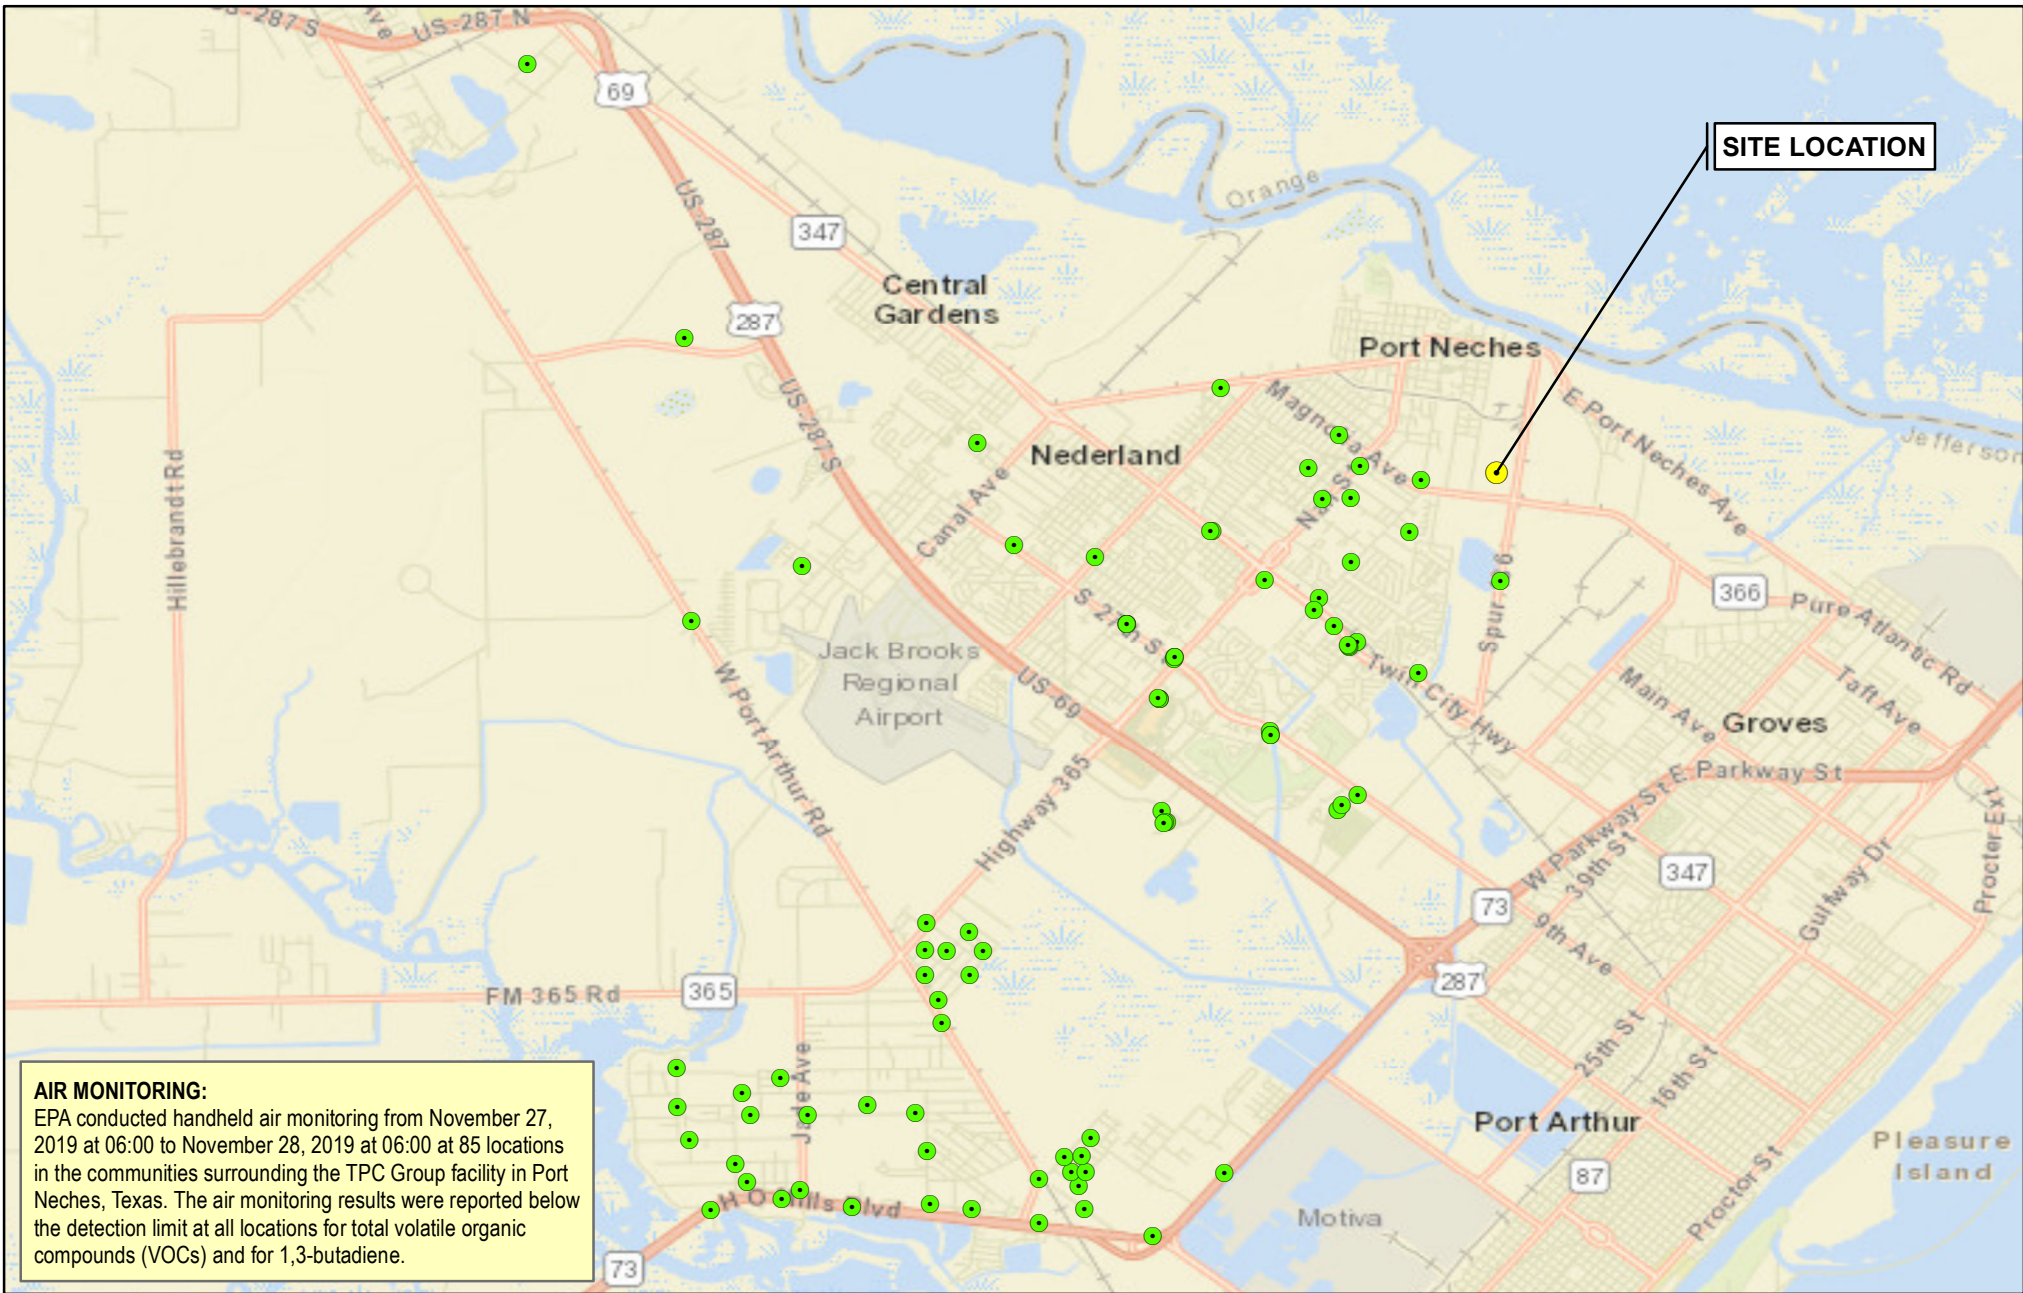 US-287 S
Ave
US-287 N
69
SITE LOCATION
Orange
US-287
347
Central
Gardens
287
Port Neches
US-287 S
Magnolia Ave
E Port Neches Ave
Jefferson
Nederland
Canal Ave
Hillebrandt Rd
S 27th St
366
Pure Atlantic Rd
Jack Brooks
Regional
Airport
US-69
W Port Arthur Rd
Twin City Hwy
Main Ave
Taft Ave
Groves
E Parkway St
Highway 365
W Parkway St
39th St
347
Gulfway Dr
Procter Ext
73
9th Ave
287
FM 365 Rd
365
25th St
16th St
Jade Ave
Port Arthur
Pleasure
Island
87
Proctor St
Motiva
H O Mills Blvd
73
AIR MONITORING:
EPA conducted handheld air monitoring from November 27,
2019 at 06:00 to November 28, 2019 at 06:00 at 85 locations
in the communities surrounding the TPC Group facility in Port
Neches, Texas. The air monitoring results were reported below
the detection limit at all locations for total volatile organic
compounds (VOCs) and for 1,3-butadiene.